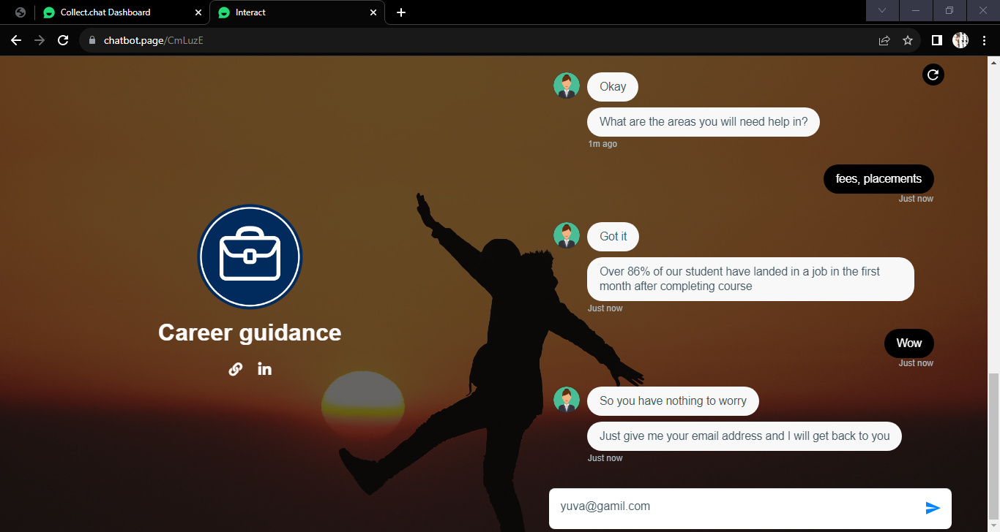 Collect.chat Dashboard
Interact
chatbot.page/CmLuzE
Okay
What are the areas you will need help in?
1m ago
fees, placements
Just now
Got it
Over 86% of our student have landed in a job in the first
month after completing course
Just now
Wow
Just now
So you have nothing to worry
Just give me your email address and I will get back to you
Just now
yuva@gamil.com
Career guidance
in